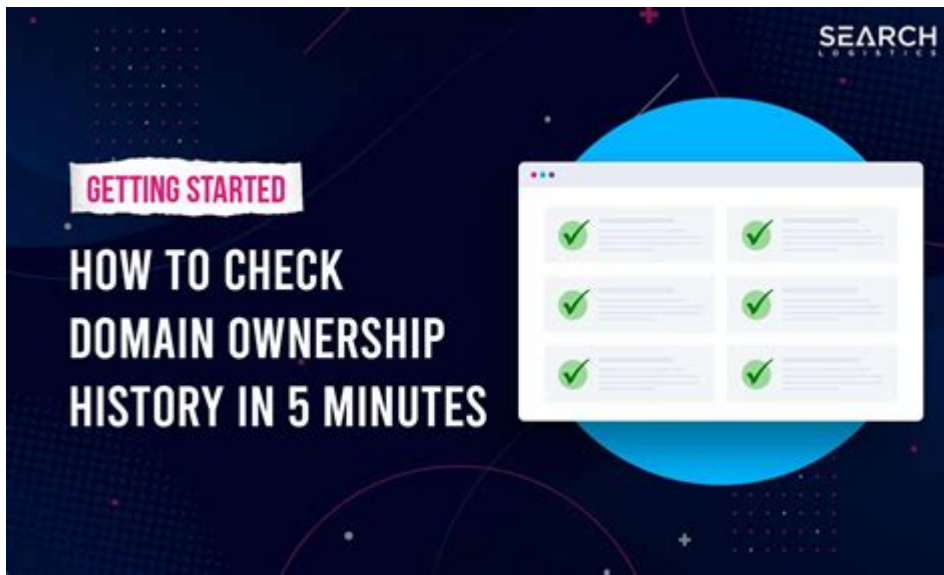 SEARCH
LOGISTICS
GETTING STARTED
HOW TO CHECK
DOMAIN OWNERSHIP
HISTORY IN 5 MINUTES